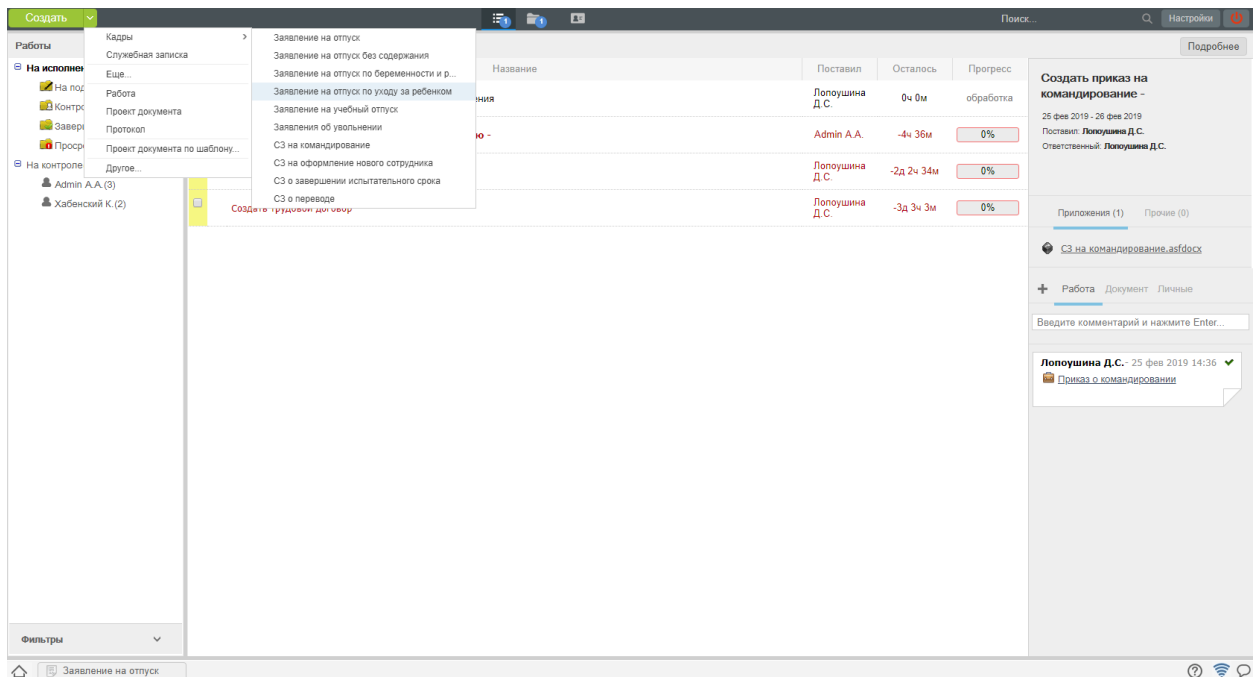 Создать
1
1
Поиск...
Настройки
Работы
Подробнее
Кадры
Служебная записка
Еще...
Работа
Проект документа
Протокол
Проект документа по шаблону...
Другое...
Заявление на отпуск
Заявление на отпуск без содержания
Заявление на отпуск по беременности и р...
Заявление на отпуск по уходу за ребенком
Заявление на учебный отпуск
Заявления об увольнении
СЗ на командирование
СЗ на оформление нового сотрудника
СЗ о завершении испытательного срока
СЗ о переводе
На исполнен
На под
Контро
Заверш
Просро
На контроле
Admin A.A.(3)
Хабенский К.(2)
Название
Поставил
Осталось
Прогресс
ения
Лопоушина Д.С.
0ч 0м
обработка
ю -
Admin A.A.
-4ч 36м
0%
Лопоушина Д.С.
-2д 2ч 34м
0%
Создать трудовой договор
Лопоушина Д.С.
-3д 3ч 3м
0%
Создать приказ на
командирование -
25 фев 2019 - 26 фев 2019
Поставил: Лопоушина Д.С.
Ответственный: Лопоушина Д.С.
Приложения (1)
Прочие (0)
СЗ на командирование.asfdocx
Работа Документ Личные
Введите комментарий и нажмите Enter...
Лопоушина Д.С. - 25 фев 2019 14:36
Приказ о командировании
Фильтры
Заявление на отпуск